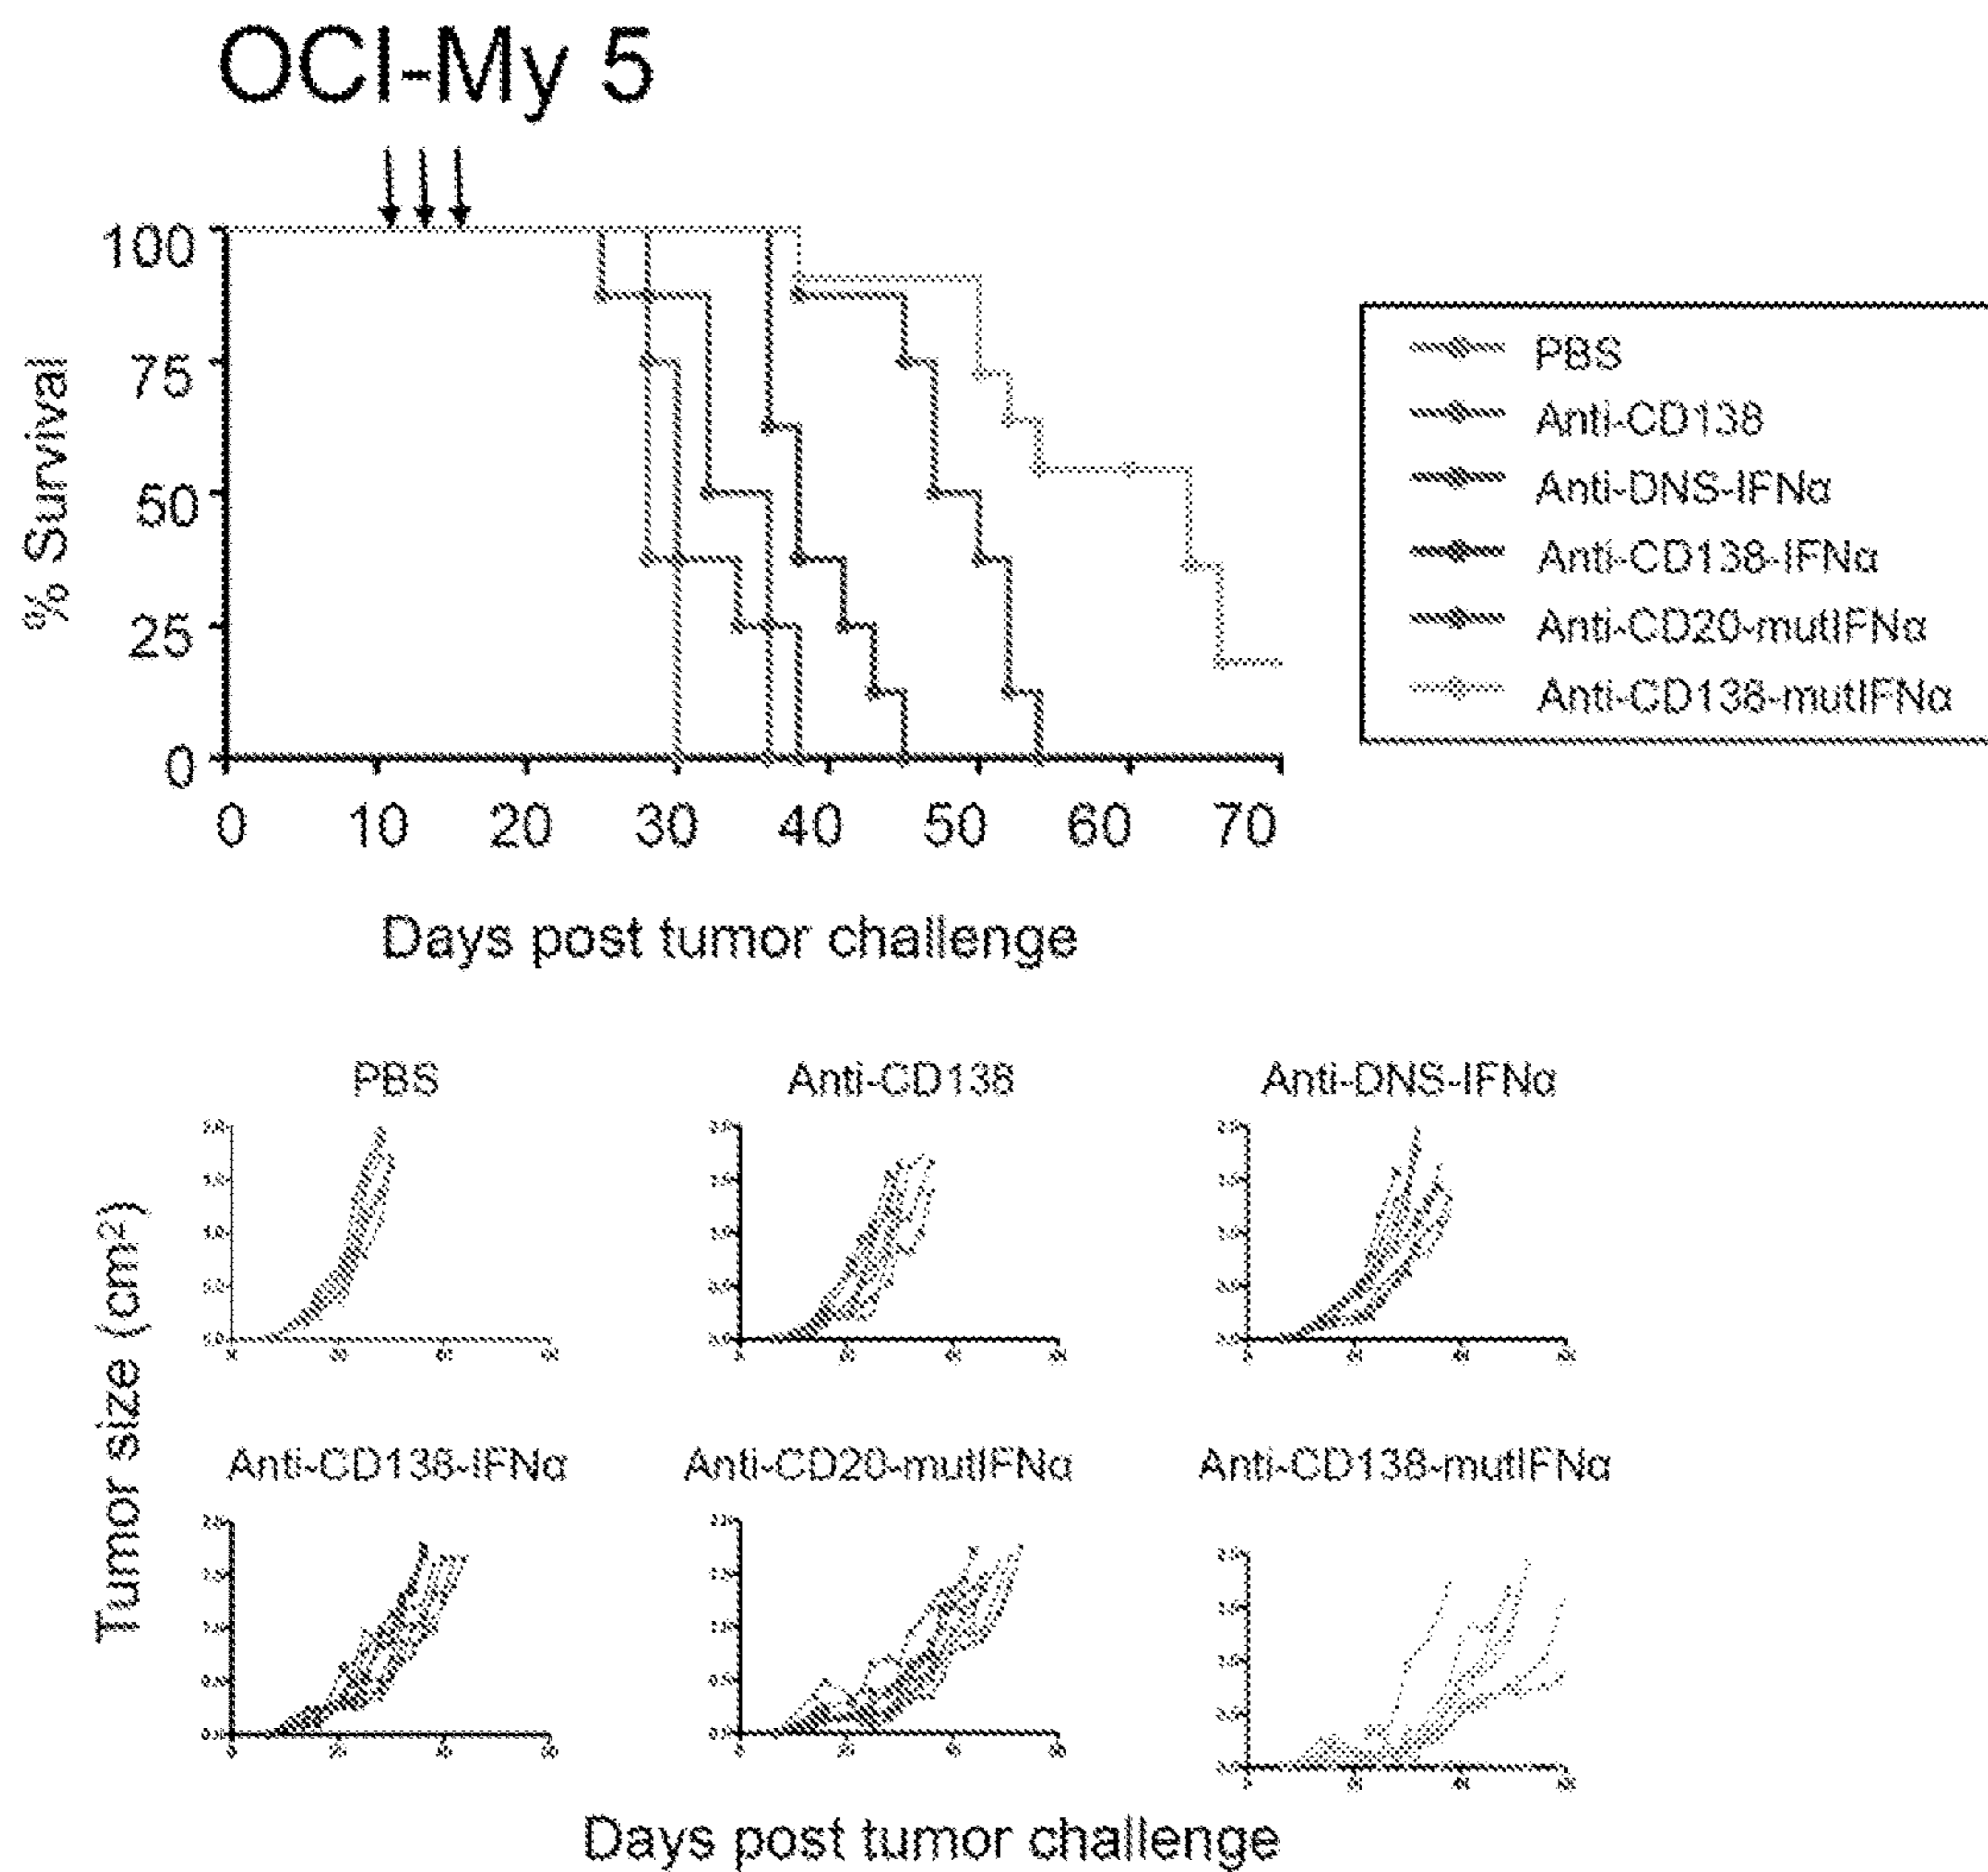 OCI-My 5
% Survival
100
75
50
25
0
0 10 20 30 40 50 60 70
Days post tumor challenge
PBS
Anti-CD138
Anti-DNS-IFNα
Anti-CD138-IFNα
Anti-CD20-mutIFNα
Anti-CD138-mutIFNα
Tumor size (cm²)
PBS
Anti-CD138
Anti-DNS-IFNα
Anti-CD138-IFNα
Anti-CD20-mutIFNα
Anti-CD138-mutIFNα
Days post tumor challenge